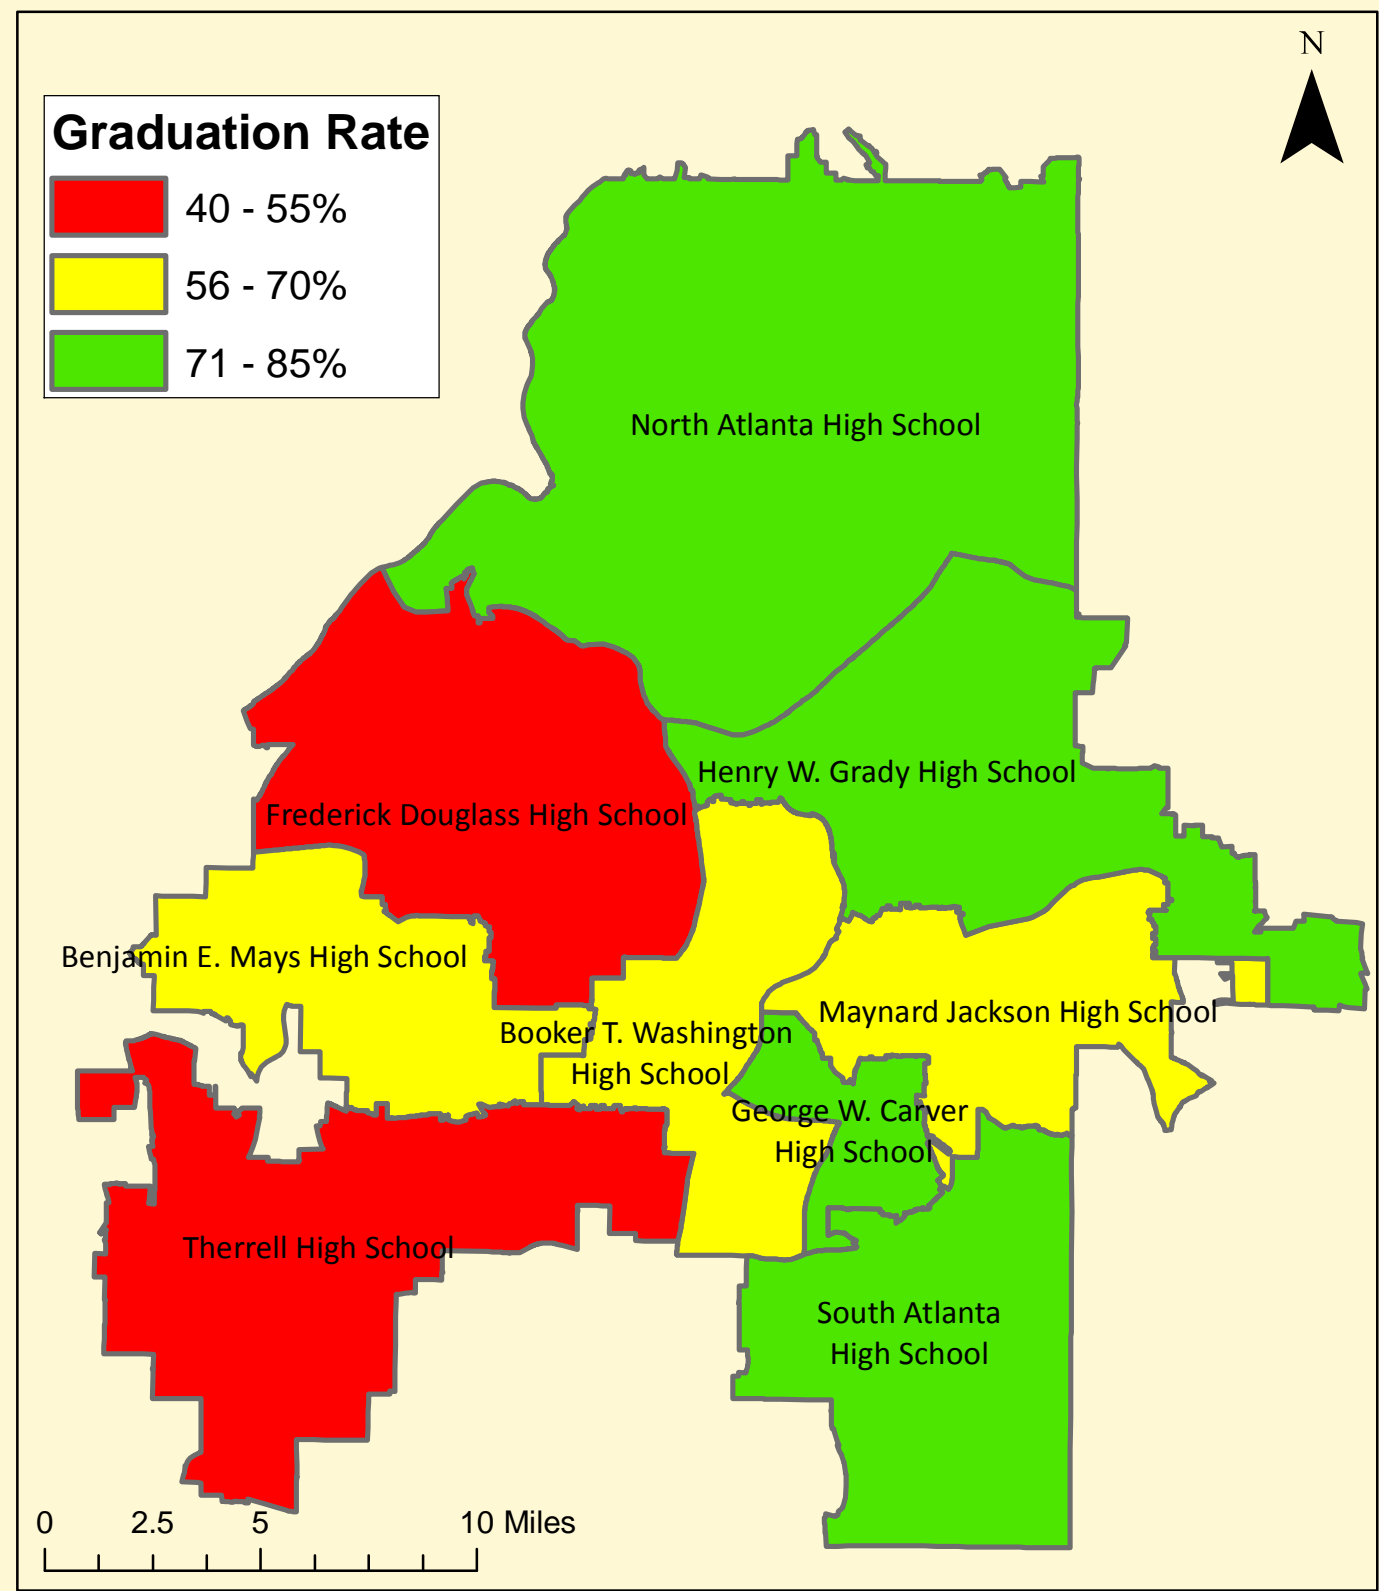 N
Graduation Rate
40 - 55%
56 - 70%
71 - 85%
North Atlanta High School
Henry W. Grady High School
Frederick Douglass High School
Benjamin E. Mays High School
Maynard Jackson High School
Booker T. Washington
High School
George W. Carver
High School
Therrell High School
South Atlanta
High School
0 2.5 5 10 Miles